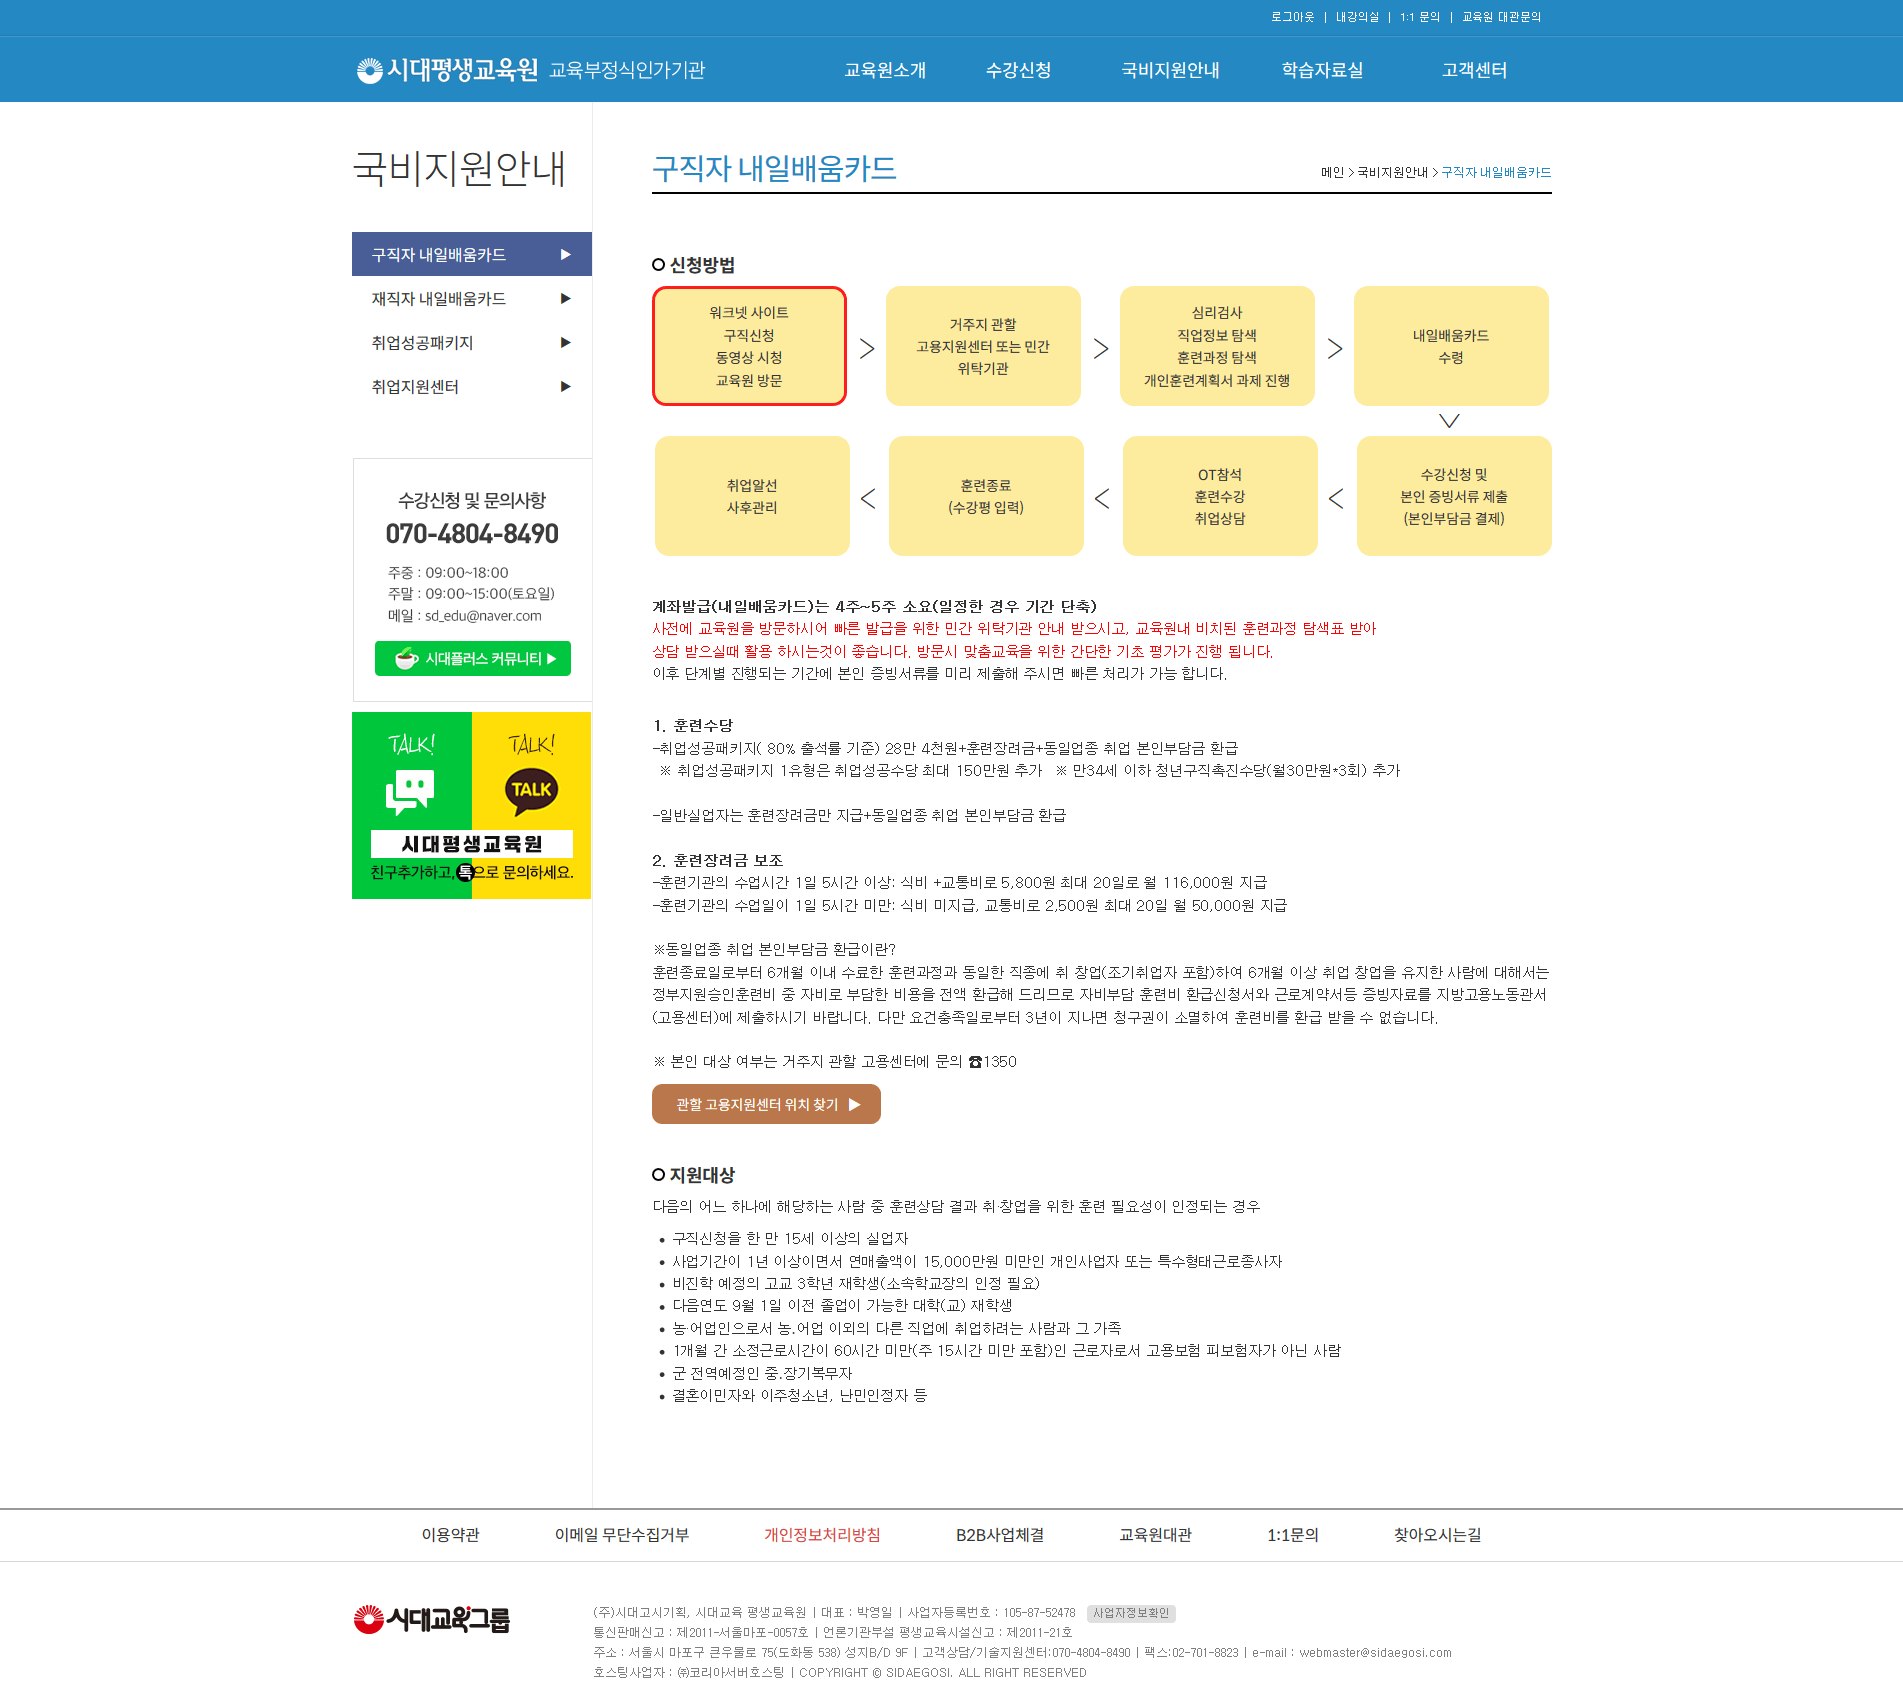 로그아웃 | 내강의실 | 1:1 문의 | 교육원 대관문의
시대평생교육원 교육부정식인가기관
교육원소개 수강신청 국비지원안내 학습자료실 고객센터
국비지원안내
구직자 내일배움카드 ▶
재직자 내일배움카드 ▶
취업성공패키지 ▶
취업지원센터 ▶
수강신청 및 문의사항
070-4804-8490
주중 : 09:00~18:00
주말 : 09:00~15:00(토요일)
메일 : sd_edu@naver.com
시대플러스 커뮤니티 ▶
TALK! TALK!
TALK
시대평생교육원
친구추가하고, 톡으로 문의하세요.
구직자 내일배움카드
메인 > 국비지원안내 > 구직자 내일배움카드
신청방법
워크넷 사이트
구직신청
동영상 시청
교육원 방문
>
거주지 관할
고용지원센터 또는 민간
위탁기관
>
심리검사
직업정보 탐색
훈련과정 탐색
개인훈련계획서 과제 진행
>
내일배움카드
수령
수강신청 및
본인 증빙서류 제출
(본인부담금 결제)
<
OT참석
훈련수강
취업상담
<
훈련종료
(수강평 입력)
<
취업알선
사후관리
계좌발급(내일배움카드)는 4주~5주 소요(일정한 경우 기간 단축)
사전에 교육원을 방문하시어 빠른 발급을 위한 민간 위탁기관 안내 받으시고, 교육원내 비치된 훈련과정 탐색표 받아
상담 받으실때 활용 하시는것이 좋습니다. 방문시 맞춤교육을 위한 간단한 기초 평가가 진행 됩니다.
이후 단계별 진행되는 기간에 본인 증빙서류를 미리 제출해 주시면 빠른 처리가 가능 합니다.
1. 훈련수당
-취업성공패키지( 80% 출석률 기준) 28만 4천원+훈련장려금+동일업종 취업 본인부담금 환급
※ 취업성공패키지 1유형은 취업성공수당 최대 150만원 추가 ※ 만34세 이하 청년구직촉진수당(월30만원*3회) 추가
-일반실업자는 훈련장려금만 지급+동일업종 취업 본인부담금 환급
2. 훈련장려금 보조
-훈련기관의 수업시간 1일 5시간 이상: 식비 +교통비로 5,800원 최대 20일로 월 116,000원 지급
-훈련기관의 수업일이 1일 5시간 미만: 식비 미지급, 교통비로 2,500원 최대 20일 월 50,000원 지급
※동일업종 취업 본인부담금 환급이란?
훈련종료일로부터 6개월 이내 수료한 훈련과정과 동일한 직종에 취 창업(조기취업자 포함)하여 6개월 이상 취업 창업을 유지한 사람에 대해서는
정부지원승인훈련비 중 자비로 부담한 비용을 전액 환급해 드리므로 자비부담 훈련비 환급신청서와 근로계약서등 증빙자료를 지방고용노동관서
(고용센터)에 제출하시기 바랍니다. 다만 요건충족일로부터 3년이 지나면 청구권이 소멸하여 훈련비를 환급 받을 수 없습니다.
※ 본인 대상 여부는 거주지 관할 고용센터에 문의 ☎1350
관할 고용지원센터 위치 찾기 ▶
지원대상
다음의 어느 하나에 해당하는 사람 중 훈련상담 결과 취·창업을 위한 훈련 필요성이 인정되는 경우
• 구직신청을 한 만 15세 이상의 실업자
• 사업기간이 1년 이상이면서 연매출액이 15,000만원 미만인 개인사업자 또는 특수형태근로종사자
• 비진학 예정의 고교 3학년 재학생(소속학교장의 인정 필요)
• 다음연도 9월 1일 이전 졸업이 가능한 대학(교) 재학생
• 농·어업인으로서 농.어업 이외의 다른 직업에 취업하려는 사람과 그 가족
• 1개월 간 소정근로시간이 60시간 미만(주 15시간 미만 포함)인 근로자로서 고용보험 피보험자가 아닌 사람
• 군 전역예정인 중.장기복무자
• 결혼이민자와 이주청소년, 난민인정자 등
이용약관 이메일 무단수집거부 개인정보처리방침 B2B사업체결 교육원대관 1:1문의 찾아오시는길
시대교육그룹
(주)시대고시기획, 시대교육 평생교육원 | 대표 : 박영일 | 사업자등록번호 : 105-87-52478 사업자정보확인
통신판매신고 : 제2011-서울마포-0057호 | 언론기관부설 평생교육시설신고 : 제2011-21호
주소 : 서울시 마포구 큰우물로 75(도화동 538) 성지B/D 9F | 고객상담/기술지원센터:070-4804-8490 | 팩스:02-701-8823 | e-mail : webmaster@sidaegosi.com
호스팅사업자 : ㈜코리아서버호스팅 | COPYRIGHT © SIDAEGOSI. ALL RIGHT RESERVED